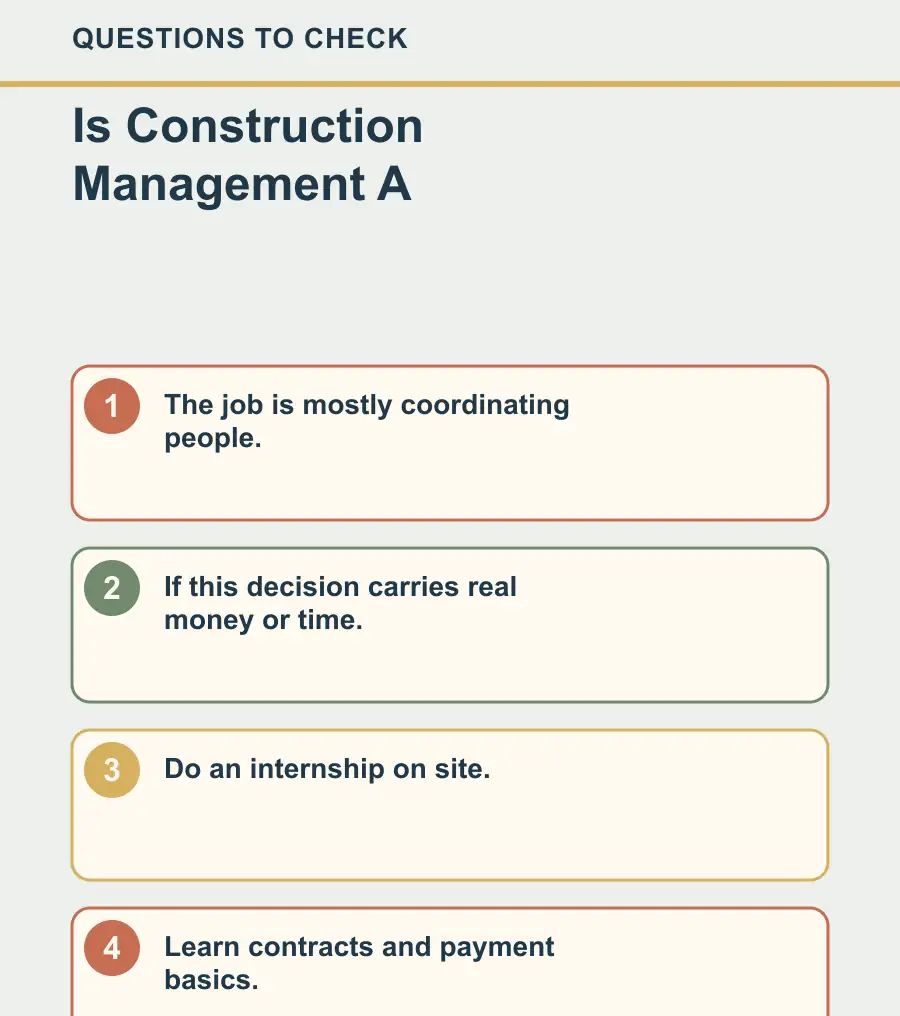 QUESTIONS TO CHECK
Is Construction
Management A
1
The job is mostly coordinating
people.
2
If this decision carries real
money or time.
3
Do an internship on site.
4
Learn contracts and payment
basics.